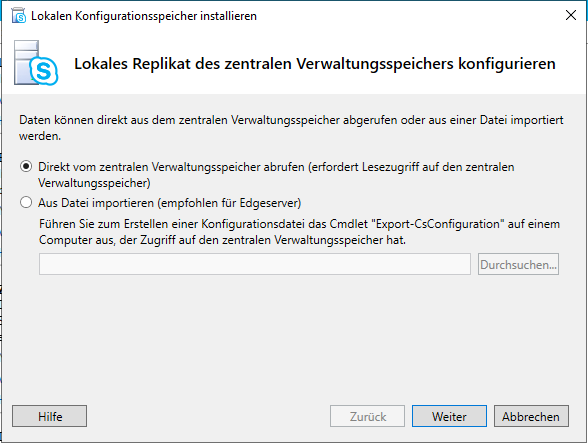 Lokalen Konfigurationsspeicher installieren
Lokales Replikat des zentralen Verwaltungsspeichers konfigurieren
Daten können direkt aus dem zentralen Verwaltungsspeicher abgerufen oder aus einer Datei importiert
werden.
Direkt vom zentralen Verwaltungsspeicher abrufen (erfordert Lesezugriff auf den zentralen
Verwaltungsspeicher)
Aus Datei importieren (empfohlen für Edgeserver)
Führen Sie zum Erstellen einer Konfigurationsdatei das Cmdlet "Export-CsConfiguration" auf einem
Computer aus, der Zugriff auf den zentralen Verwaltungsspeicher hat.
Durchsuchen...
Hilfe
Zurück
Weiter
Abbrechen